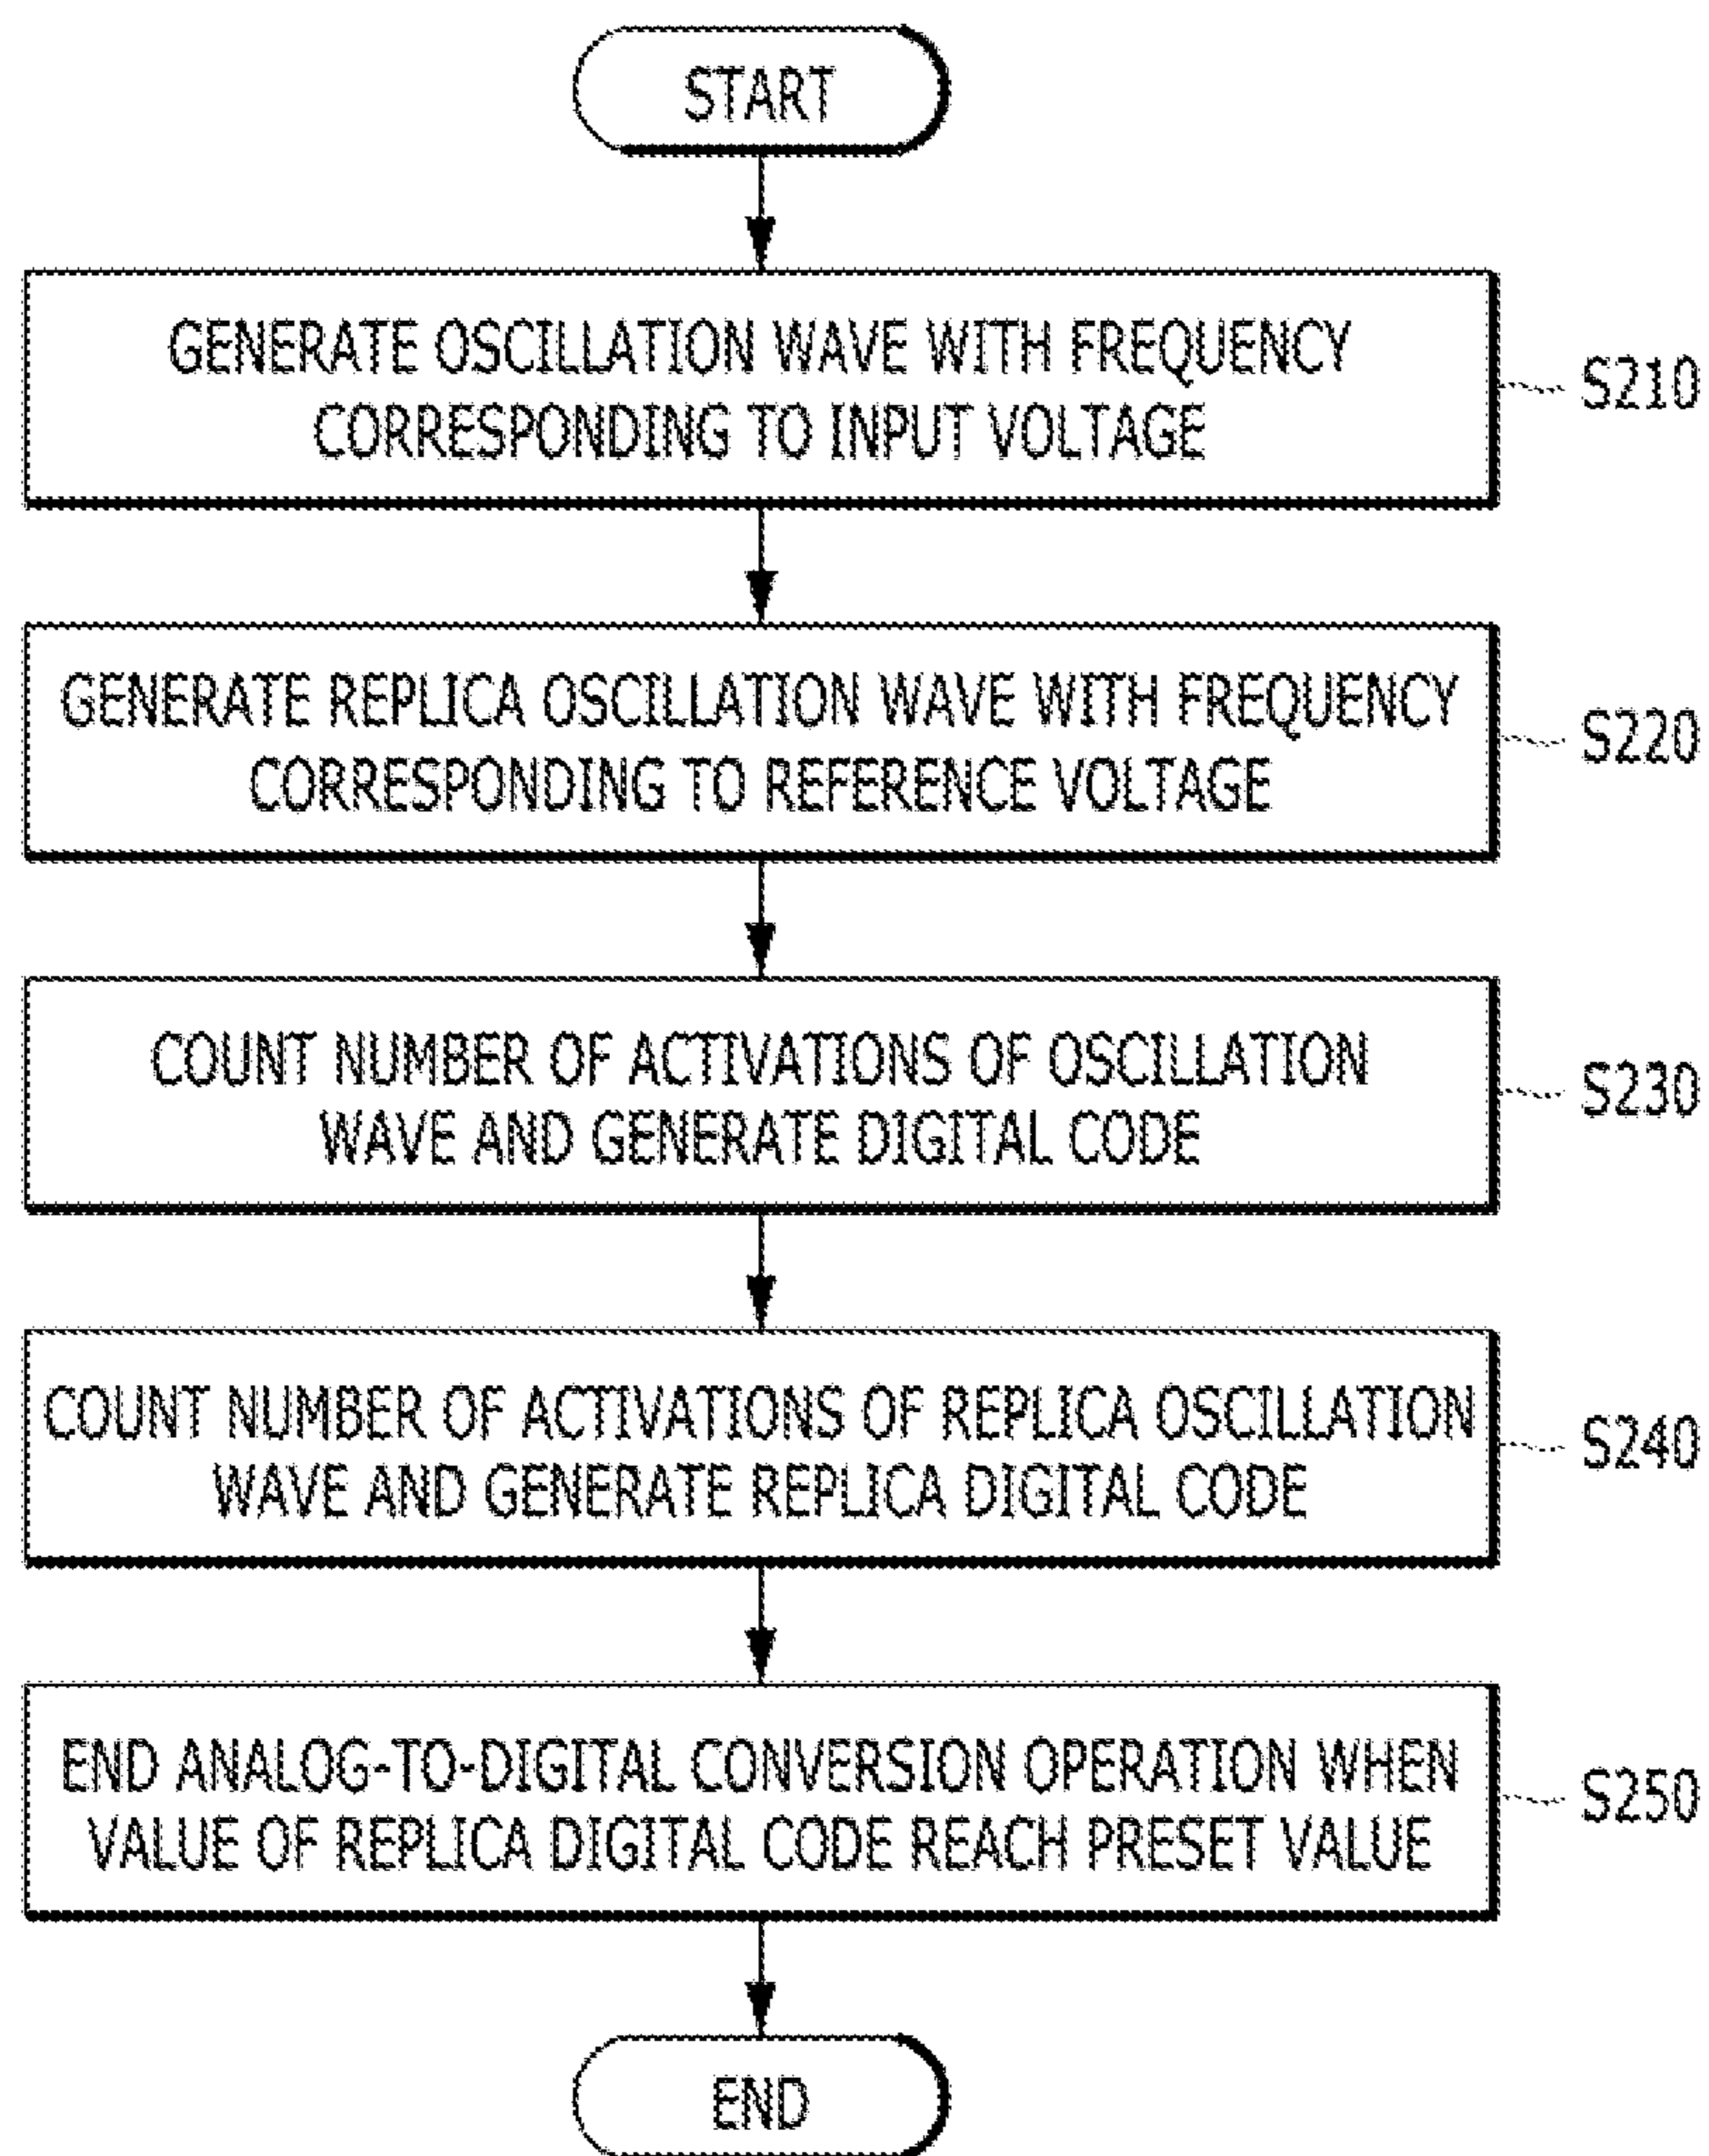 START
GENERATE OSCILLATION WAVE WITH FREQUENCY
CORRESPONDING TO INPUT VOLTAGE
S210
GENERATE REPLICA OSCILLATION WAVE WITH FREQUENCY
CORRESPONDING TO REFERENCE VOLTAGE
S220
COUNT NUMBER OF ACTIVATIONS OF OSCILLATION
WAVE AND GENERATE DIGITAL CODE
S230
COUNT NUMBER OF ACTIVATIONS OF REPLICA OSCILLATION
WAVE AND GENERATE REPLICA DIGITAL CODE
S240
END ANALOG-TO-DIGITAL CONVERSION OPERATION WHEN
VALUE OF REPLICA DIGITAL CODE REACH PRESET VALUE
S250
END